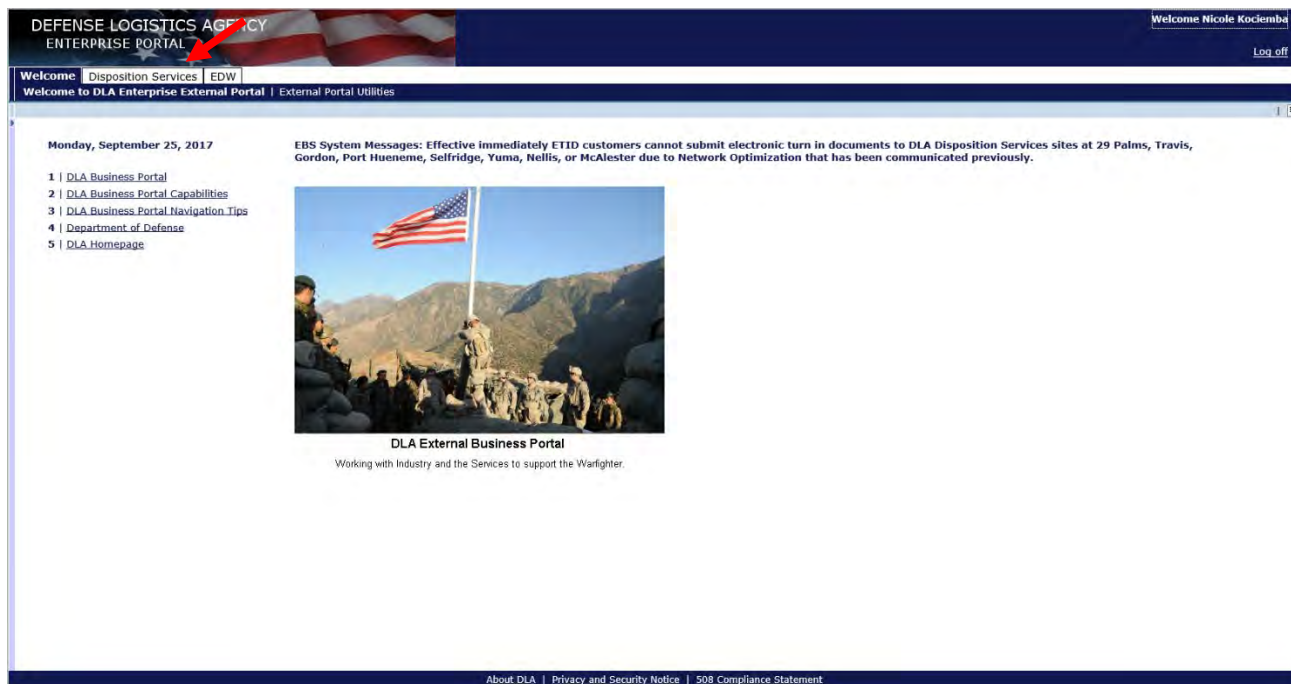 DEFENSE LOGISTICS AGENCY
ENTERPRISE PORTAL
Welcome Nicole Kociemba
Log off
Welcome Disposition Services EDW
Welcome to DLA Enterprise External Portal | External Portal Utilities
Monday, September 25, 2017
1 | DLA Business Portal
2 | DLA Business Portal Capabilities
3 | DLA Business Portal Navigation Tips
4 | Department of Defense
5 | DLA Homepage
EBS System Messages: Effective immediately ETID customers cannot submit electronic turn in documents to DLA Disposition Services sites at 29 Palms, Travis,
Gordon, Port Hueneme, Selfridge, Yuma, Nellis, or McAlester due to Network Optimization that has been communicated previously.
DLA External Business Portal
Working with Industry and the Services to support the Warfighter.
About DLA | Privacy and Security Notice | 508 Compliance Statement